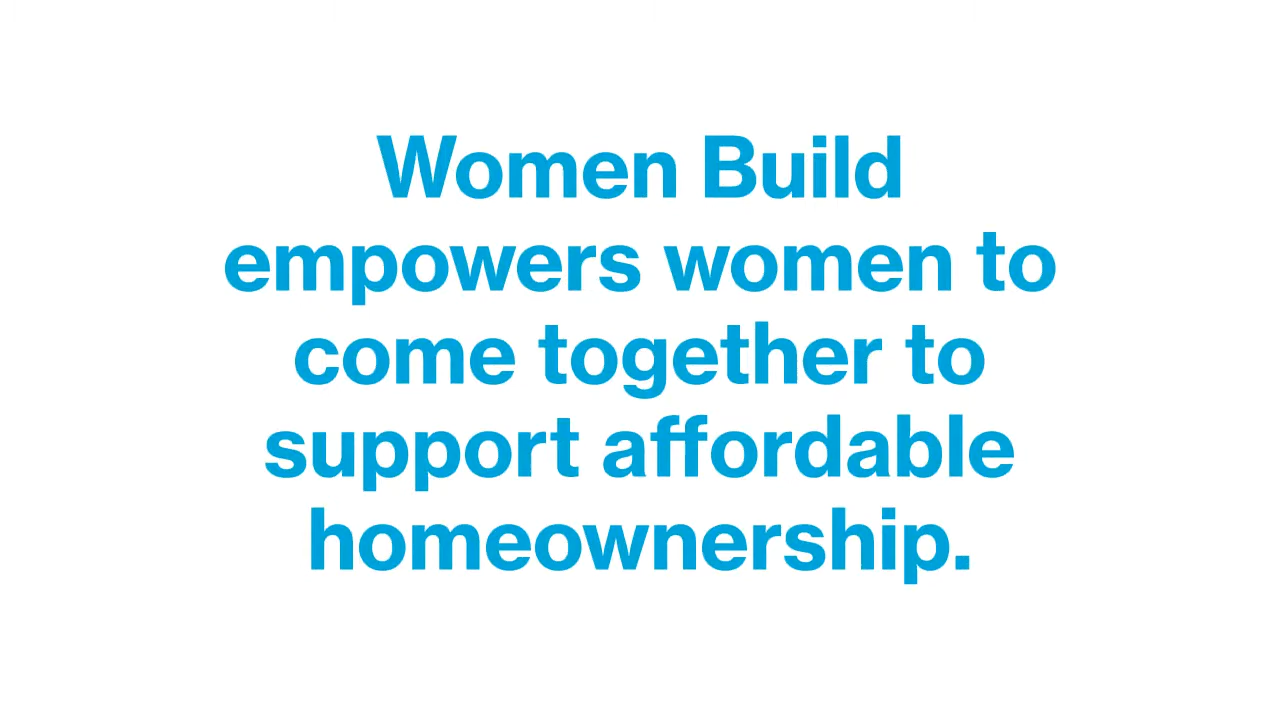 Women Build
empowers women to
come together to
support affordable
homeownership.